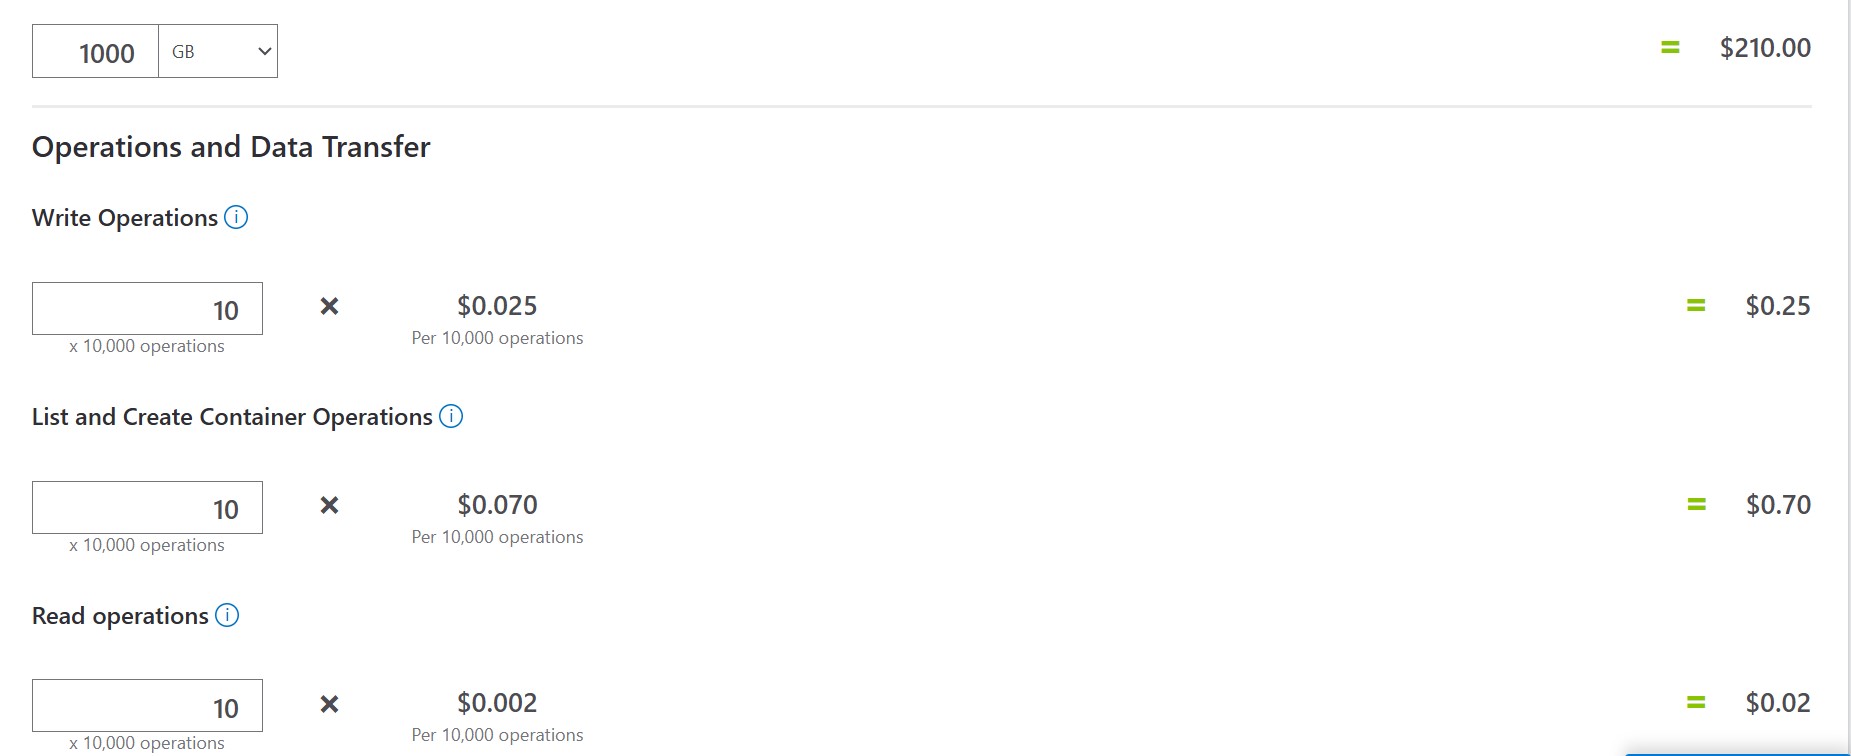 1000 GB = $210.00
Operations and Data Transfer
Write Operations
10 × $0.025 = $0.25
x 10,000 operations Per 10,000 operations
List and Create Container Operations
10 × $0.070 = $0.70
x 10,000 operations Per 10,000 operations
Read operations
10 × $0.002 = $0.02
x 10,000 operations Per 10,000 operations